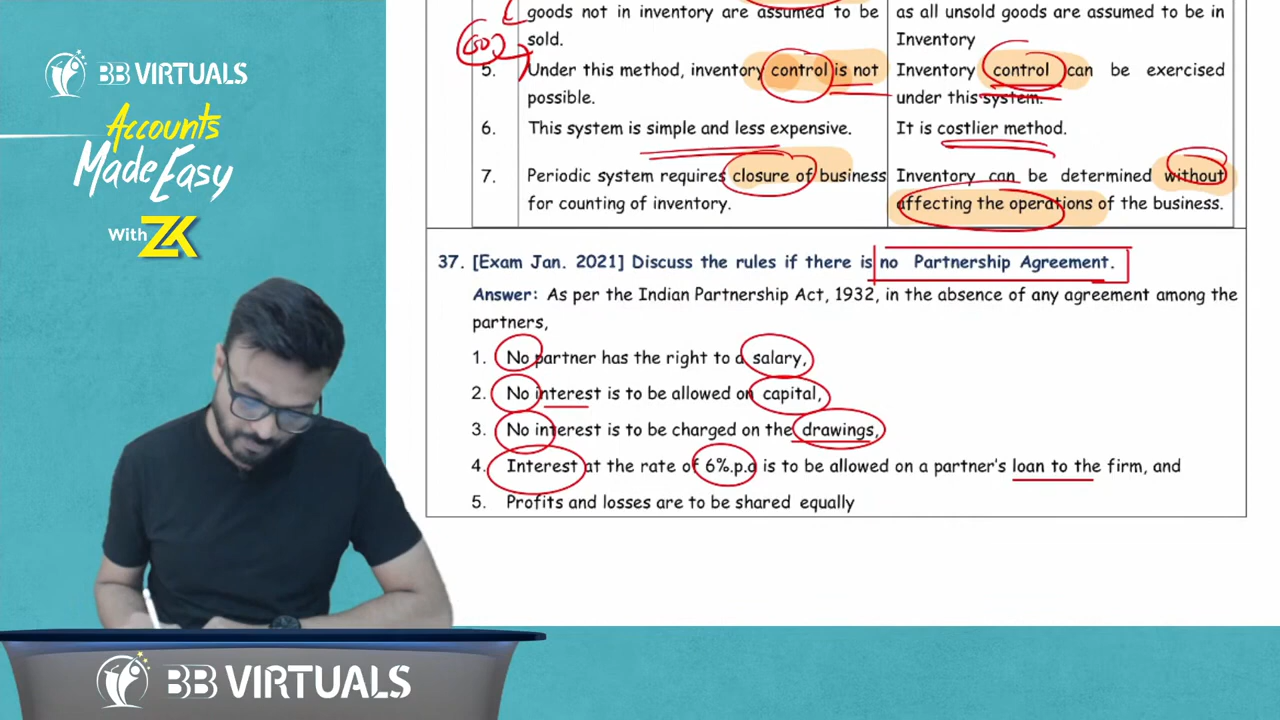 BB VIRTUALS
Accounts
Made Easy
With ZK
goods not in inventory are assumed to be sold.
as all unsold goods are assumed to be in Inventory
5. Under this method, inventory control is not possible.
Inventory control can be exercised under this system.
6. This system is simple and less expensive.
It is costlier method.
7. Periodic system requires closure of business for counting of inventory.
Inventory can be determined without affecting the operations of the business.
37. [Exam Jan. 2021] Discuss the rules if there is no Partnership Agreement.
Answer: As per the Indian Partnership Act, 1932, in the absence of any agreement among the
partners,
1. No partner has the right to a salary,
2. No interest is to be allowed on capital,
3. No interest is to be charged on the drawings,
4. Interest at the rate of 6%.p.a is to be allowed on a partner's loan to the firm, and
5. Profits and losses are to be shared equally
BB VIRTUALS